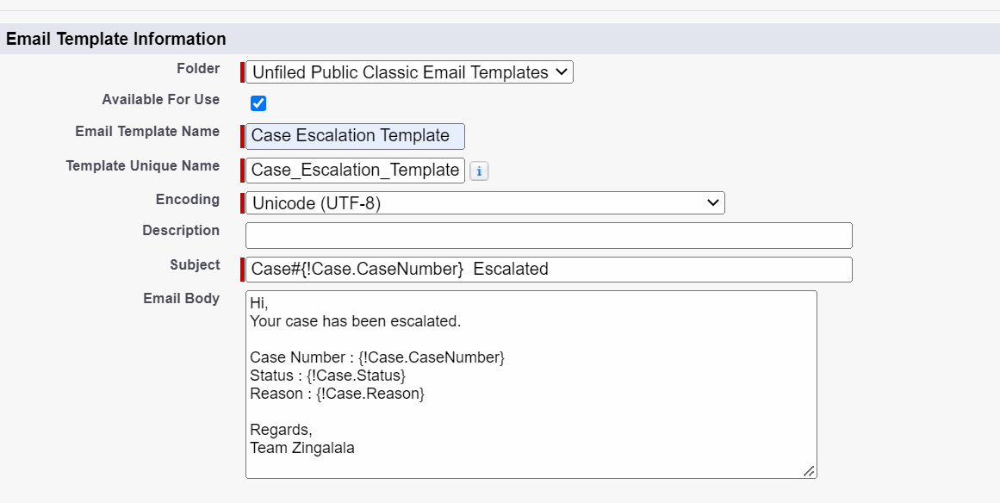 Email Template Information
Folder Unfiled Public Classic Email Templates
Available For Use
Email Template Name Case Escalation Template
Template Unique Name Case_Escalation_Template i
Encoding Unicode (UTF-8)
Description
Subject Case#{!Case.CaseNumber}  Escalated
Email Body
Hi,
Your case has been escalated.
Case Number : {!Case.CaseNumber}
Status : {!Case.Status}
Reason : {!Case.Reason}
Regards,
Team Zingalala